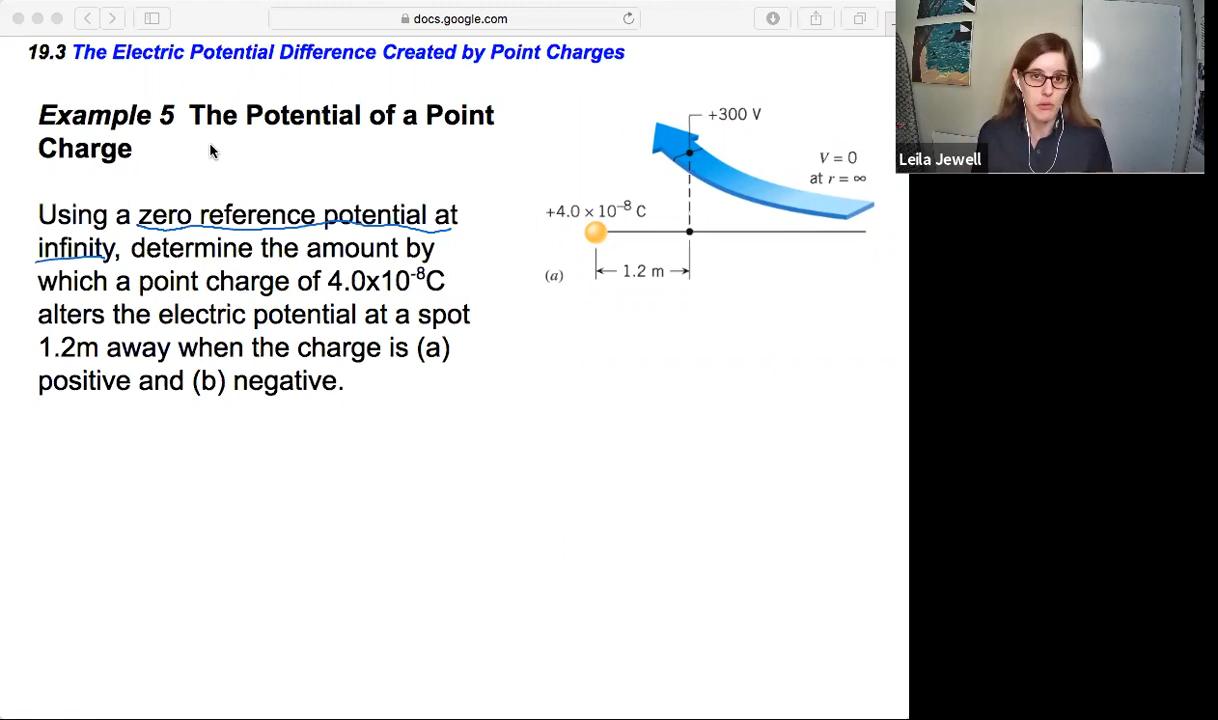 docs.google.com
19.3 The Electric Potential Difference Created by Point Charges
Example 5 The Potential of a Point
Charge
Using a zero reference potential at
infinity, determine the amount by
which a point charge of 4.0x10⁻⁸C
alters the electric potential at a spot
1.2m away when the charge is (a)
positive and (b) negative.
+300 V
V = 0
at r = ∞
+4.0 × 10⁻⁸ C
1.2 m
(a)
Leila Jewell